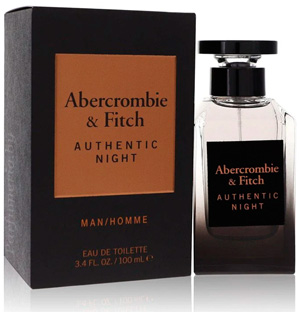 Abercrombie
& Fitch
AUTHENTIC
NIGHT
MAN/HOMME
EAU DE TOILETTE
3.4 FL. OZ. / 100 mL ℮
Abercrombie
& Fitch
AUTHENTIC
NIGHT